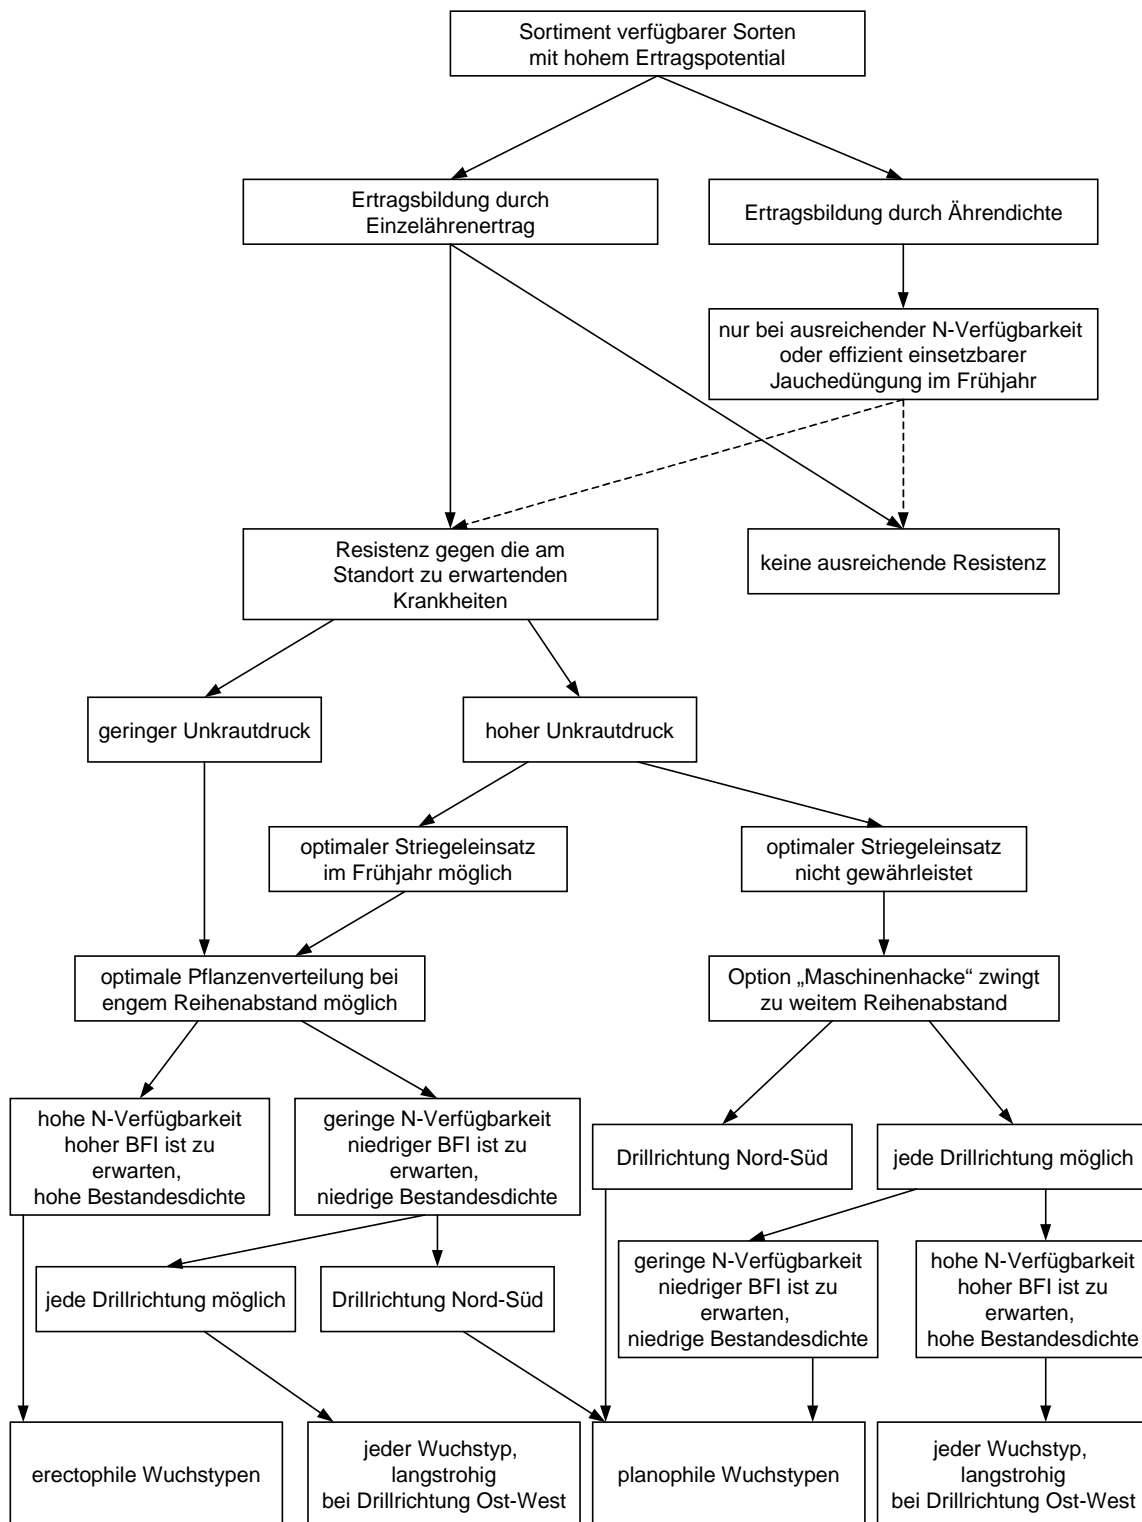 Sortiment verfügbarer Sorten
mit hohem Ertragspotential
Ertragsbildung durch
Einzelährenertrag
Ertragsbildung durch Ährendichte
nur bei ausreichender N-Verfügbarkeit
oder effizient einsetzbarer
Jauchedüngung im Frühjahr
Resistenz gegen die am
Standort zu erwartenden
Krankheiten
keine ausreichende Resistenz
geringer Unkrautdruck
hoher Unkrautdruck
optimaler Striegeleinsatz
im Frühjahr möglich
optimaler Striegeleinsatz
nicht gewährleistet
optimale Pflanzenverteilung bei
engem Reihenabstand möglich
Option „Maschinenhacke“ zwingt
zu weitem Reihenabstand
hohe N-Verfügbarkeit
hoher BFI ist zu
erwarten,
hohe Bestandesdichte
geringe N-Verfügbarkeit
niedriger BFI ist zu
erwarten,
niedrige Bestandesdichte
Drillrichtung Nord-Süd
jede Drillrichtung möglich
jede Drillrichtung möglich
Drillrichtung Nord-Süd
geringe N-Verfügbarkeit
niedriger BFI ist zu
erwarten,
niedrige Bestandesdichte
hohe N-Verfügbarkeit
hoher BFI ist zu
erwarten,
hohe Bestandesdichte
erectophile Wuchstypen
jeder Wuchstyp,
langstrohig
bei Drillrichtung Ost-West
planophile Wuchstypen
jeder Wuchstyp,
langstrohig
bei Drillrichtung Ost-West